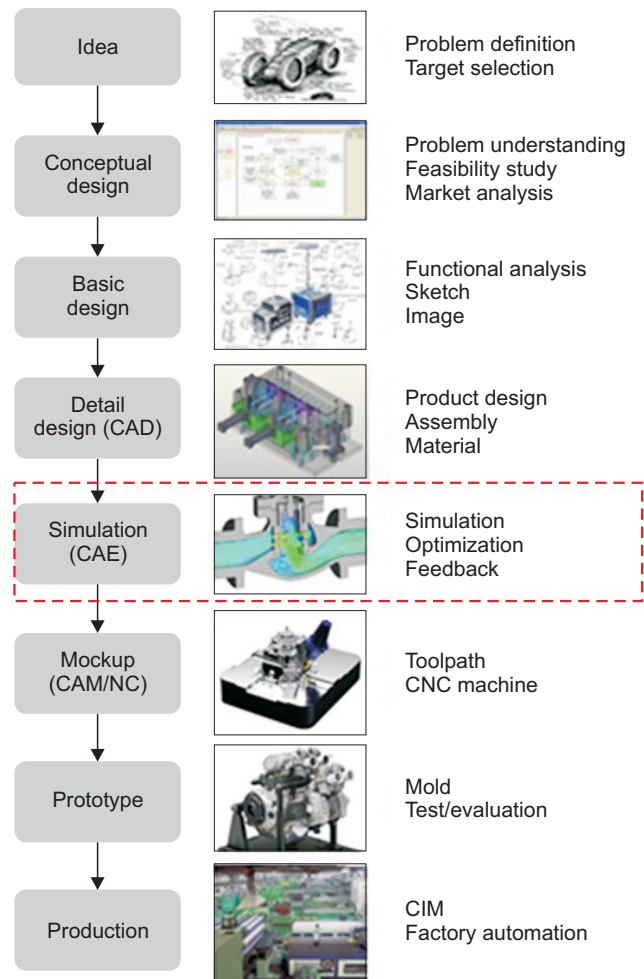 Idea
Problem definition
Target selection
Conceptual
design
Problem understanding
Feasibility study
Market analysis
Basic
design
Functional analysis
Sketch
Image
Detail
design (CAD)
Product design
Assembly
Material
Simulation
(CAE)
Simulation
Optimization
Feedback
Mockup
(CAM/NC)
Toolpath
CNC machine
Prototype
Mold
Test/evaluation
Production
CIM
Factory automation